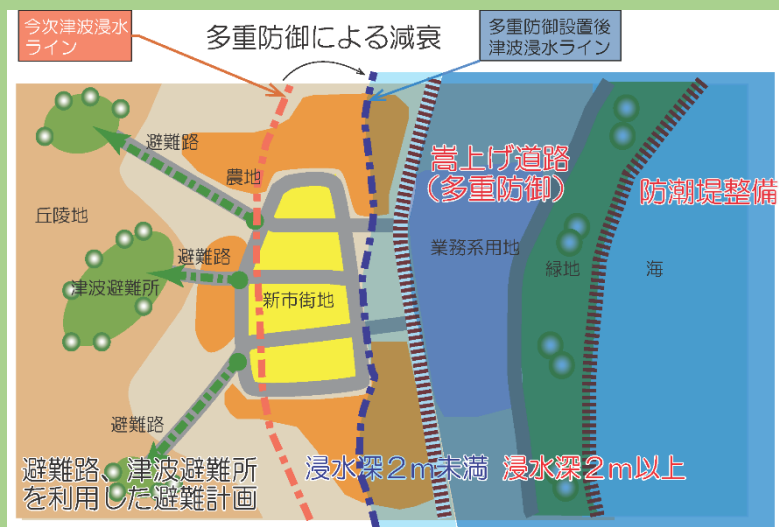 今次津波浸水
ライン
多重防御による減衰
多重防御設置後
津波浸水ライン
避難路
農地
嵩上げ道路
(多重防御)
防潮堤整備
丘陵地
避難路
業務系用地
緑地
海
津波避難所
新市街地
避難路
避難路、津波避難所
を利用した避難計画
浸水深2m未満
浸水深2m以上